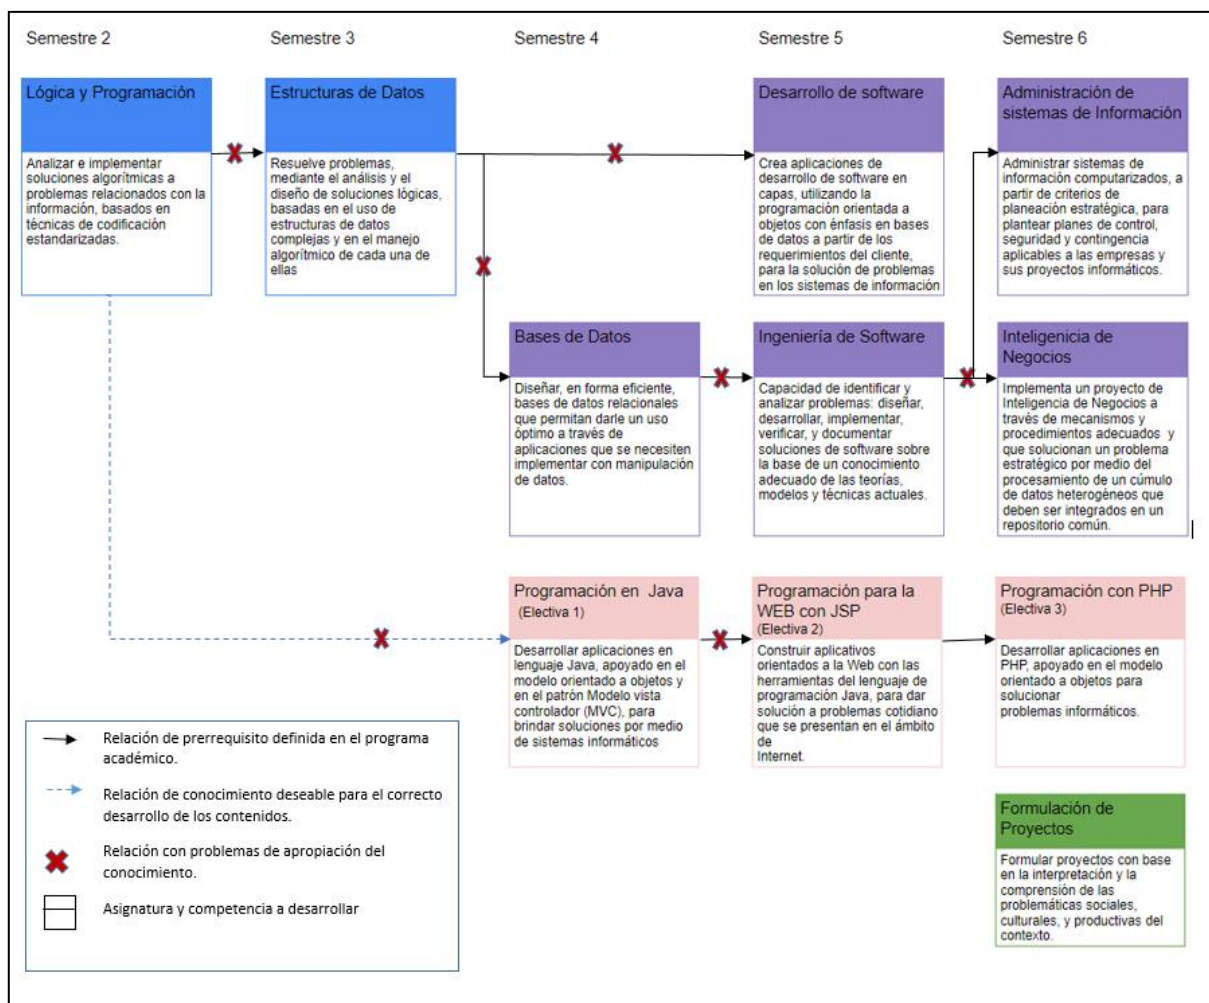 Semestre 2
Semestre 3
Semestre 4
Semestre 5
Semestre 6
Lógica y Programación
Analizar e implementar
soluciones algorítmicas a
problemas relacionados con la
información, basados en
técnicas de codificación
estandarizadas.
Estructuras de Datos
Resuelve problemas,
mediante el análisis y el
diseño de soluciones lógicas,
basadas en el uso de
estructuras de datos
complejas y en el manejo
algorítmico de cada una de
ellas
Desarrollo de software
Crea aplicaciones de
desarrollo de software en
capas, utilizando la
programación orientada a
objetos con énfasis en bases
de datos a partir de los
requerimientos del cliente,
para la solución de problemas
en los sistemas de información
Administración de
sistemas de Información
Administrar sistemas de
información computarizados, a
partir de criterios de
planeación estratégica, para
plantear planes de control,
seguridad y contingencia
aplicables a las empresas y
sus proyectos informáticos.
Bases de Datos
Diseñar, en forma eficiente,
bases de datos relacionales
que permitan darle un uso
óptimo a través de
aplicaciones que se necesiten
implementar con manipulación
de datos.
Ingeniería de Software
Capacidad de identificar y
analizar problemas: diseñar,
desarrollar, implementar,
verificar, y documentar
soluciones de software sobre
la base de un conocimiento
adecuado de las teorías,
modelos y técnicas actuales.
Inteligenicia de
Negocios
Implementa un proyecto de
Inteligencia de Negocios a
través de mecanismos y
procedimientos adecuados y
que solucionan un problema
estratégico por medio del
procesamiento de un cúmulo
de datos heterogéneos que
deben ser integrados en un
repositorio común.
Programación en Java
(Electiva 1)
Desarrollar aplicaciones en
lenguaje Java, apoyado en el
modelo orientado a objetos y
en el patrón Modelo vista
controlador (MVC), para
brindar soluciones por medio
de sistemas informáticos
Programación para la
WEB con JSP
(Electiva 2)
Construir aplicativos
orientados a la Web con las
herramientas del lenguaje de
programación Java, para dar
solución a problemas cotidiano
que se presentan en el ámbito
de
Internet.
Programación con PHP
(Electiva 3)
Desarrollar aplicaciones en
PHP, apoyado en el modelo
orientado a objetos para
solucionar
problemas informáticos.
Formulación de
Proyectos
Formular proyectos con base
en la interpretación y la
comprensión de las
problemáticas sociales,
culturales, y productivas del
contexto.
Relación de prerrequisito definida en el programa
académico.
Relación de conocimiento deseable para el correcto
desarrollo de los contenidos.
Relación con problemas de apropiación del
conocimiento.
Asignatura y competencia a desarrollar